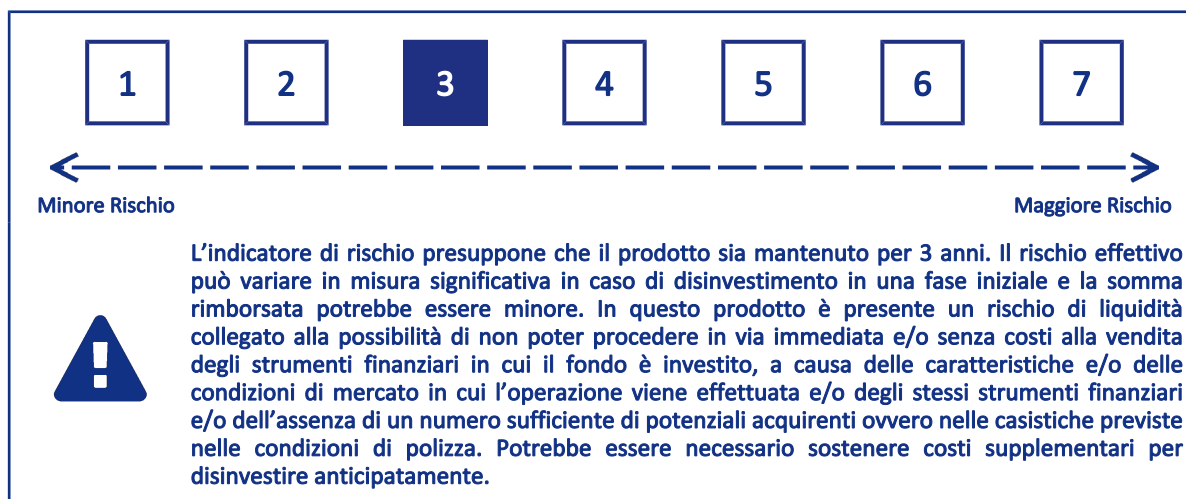 1 2 3 4 5 6 7
Minore Rischio Maggiore Rischio
L’indicatore di rischio presuppone che il prodotto sia mantenuto per 3 anni. Il rischio effettivo
può variare in misura significativa in caso di disinvestimento in una fase iniziale e la somma
rimborsata potrebbe essere minore. In questo prodotto è presente un rischio di liquidità
collegato alla possibilità di non poter procedere in via immediata e/o senza costi alla vendita
degli strumenti finanziari in cui il fondo è investito, a causa delle caratteristiche e/o delle
condizioni di mercato in cui l’operazione viene effettuata e/o degli stessi strumenti finanziari
e/o dell’assenza di un numero sufficiente di potenziali acquirenti ovvero nelle casistiche previste
nelle condizioni di polizza. Potrebbe essere necessario sostenere costi supplementari per
disinvestire anticipatamente.